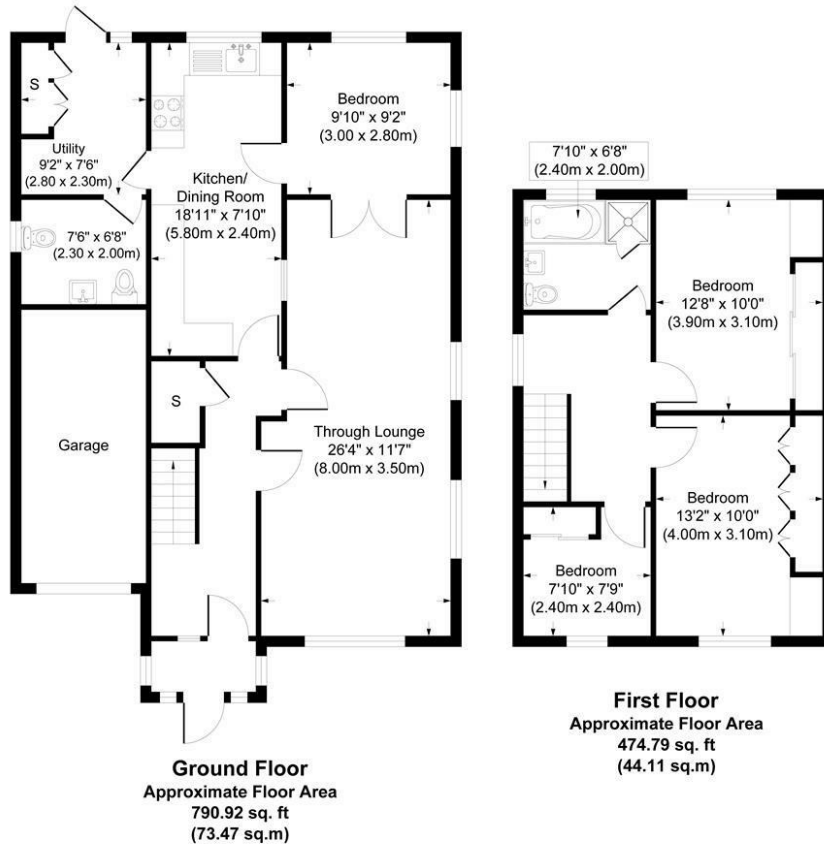 S
Utility
9'2" x 7'6"
(2.80 x 2.30m)
7'6" x 6'8"
(2.30 x 2.00m)
Kitchen/
Dining Room
18'11" x 7'10"
(5.80m x 2.40m)
Bedroom
9'10" x 9'2"
(3.00 x 2.80m)
S
Garage
Through Lounge
26'4" x 11'7"
(8.00m x 3.50m)
Ground Floor
Approximate Floor Area
790.92 sq. ft
(73.47 sq.m)
7'10" x 6'8"
(2.40m x 2.00m)
Bedroom
12'8" x 10'0"
(3.90m x 3.10m)
Bedroom
13'2" x 10'0"
(4.00m x 3.10m)
Bedroom
7'10" x 7'9"
(2.40m x 2.40m)
First Floor
Approximate Floor Area
474.79 sq. ft
(44.11 sq.m)